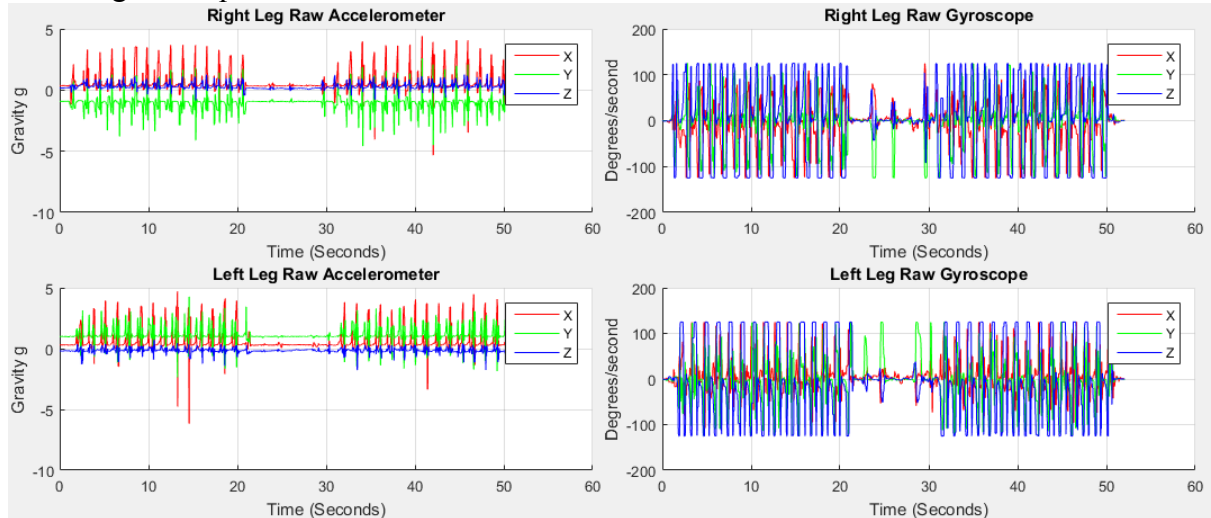 Right Leg Raw Accelerometer
5
0
-5
-10
Gravity g
0 10 20 30 40 50 60
Time (Seconds)
X
Y
Z
Right Leg Raw Gyroscope
200
100
0
-100
-200
Degrees/second
0 10 20 30 40 50 60
Time (Seconds)
X
Y
Z
Left Leg Raw Accelerometer
5
0
-5
-10
Gravity g
0 10 20 30 40 50 60
Time (Seconds)
X
Y
Z
Left Leg Raw Gyroscope
200
100
0
-100
-200
Degrees/second
0 10 20 30 40 50 60
Time (Seconds)
X
Y
Z